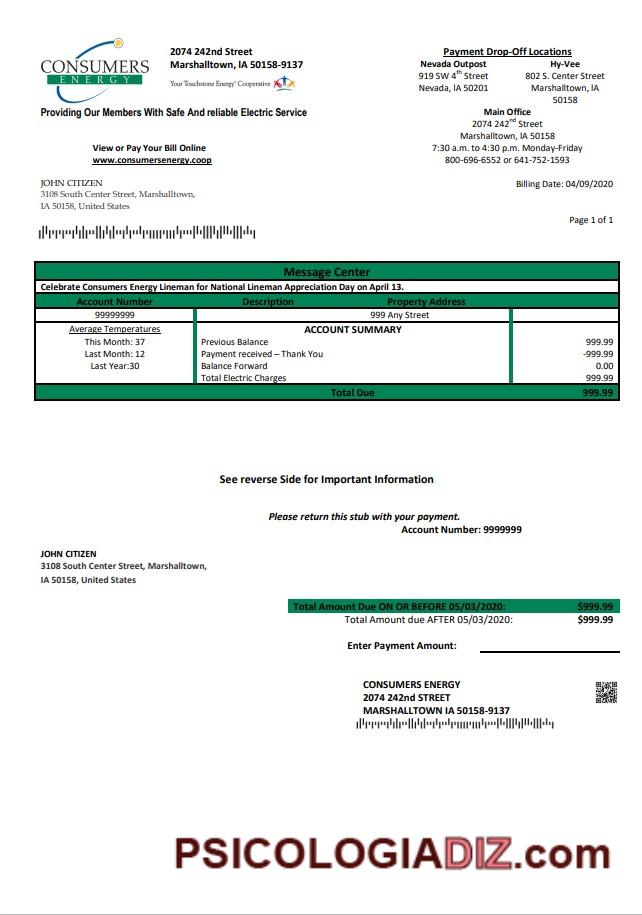 CONSUMERS
ENERGY
2074 242nd Street
Marshalltown, IA 50158-9137
Your Touchstone Energy® Cooperative
Providing Our Members With Safe And reliable Electric Service
View or Pay Your Bill Online
www.consumersenergy.coop
Payment Drop-Off Locations
Nevada Outpost Hy-Vee
919 SW 4th Street 802 S. Center Street
Nevada, IA 50201 Marshalltown, IA
50158
Main Office
2074 242nd Street
Marshalltown, IA 50158
7:30 a.m. to 4:30 p.m. Monday-Friday
800-696-6552 or 641-752-1593
JOHN CITIZEN
3108 South Center Street, Marshalltown,
IA 50158, United States
Billing Date: 04/09/2020
Page 1 of 1
Message Center
Celebrate Consumers Energy Lineman for National Lineman Appreciation Day on April 13.
Account Number Description Property Address
99999999 999 Any Street
Average Temperatures ACCOUNT SUMMARY
This Month: 37 Previous Balance 999.99
Last Month: 12 Payment received – Thank You -999.99
Last Year:30 Balance Forward 0.00
Total Electric Charges 999.99
Total Due 999.99
See reverse Side for Important Information
Please return this stub with your payment.
Account Number: 9999999
JOHN CITIZEN
3108 South Center Street, Marshalltown,
IA 50158, United States
Total Amount Due ON OR BEFORE 05/03/2020: $999.99
Total Amount due AFTER 05/03/2020: $999.99
Enter Payment Amount:
CONSUMERS ENERGY
2074 242nd STREET
MARSHALLTOWN IA 50158-9137
PSICOLOGIADIZ.com